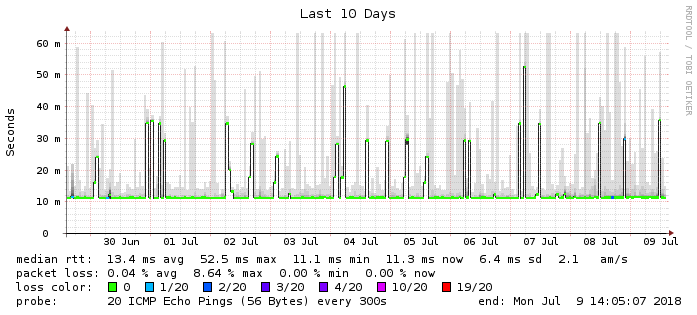 Last 10 Days
RRDTOOL / TOBI OETIKER
Seconds
60 m
50 m
40 m
30 m
20 m
10 m
0
30 Jun 01 Jul 02 Jul 03 Jul 04 Jul 05 Jul 06 Jul 07 Jul 08 Jul 09 Jul
median rtt: 13.4 ms avg 52.5 ms max 11.1 ms min 11.3 ms now 6.4 ms sd 2.1 am/s
packet loss: 0.04 % avg 8.64 % max 0.00 % min 0.00 % now
loss color: 0 1/20 2/20 3/20 4/20 10/20 19/20
probe: 20 ICMP Echo Pings (56 Bytes) every 300s end: Mon Jul 9 14:05:07 2018